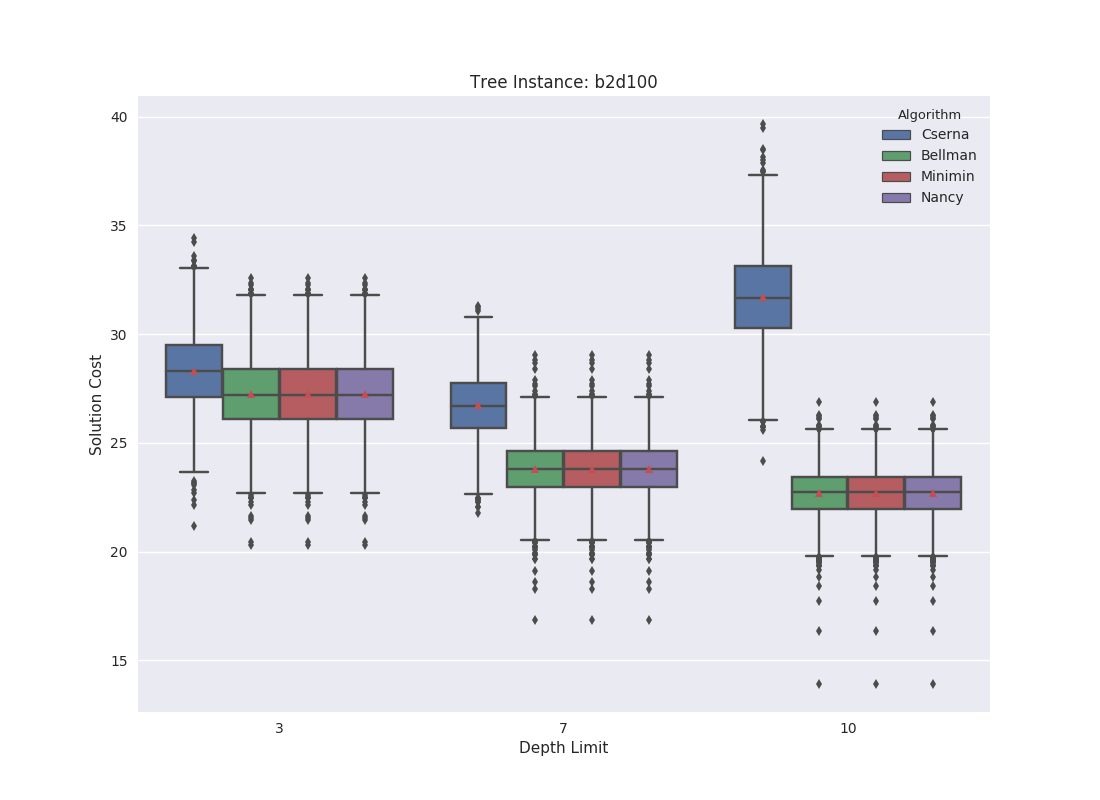 Tree Instance: b2d100
Algorithm
Cserna
Bellman
Minimin
Nancy
Solution Cost
40
35
30
25
20
15
3 7 10
Depth Limit